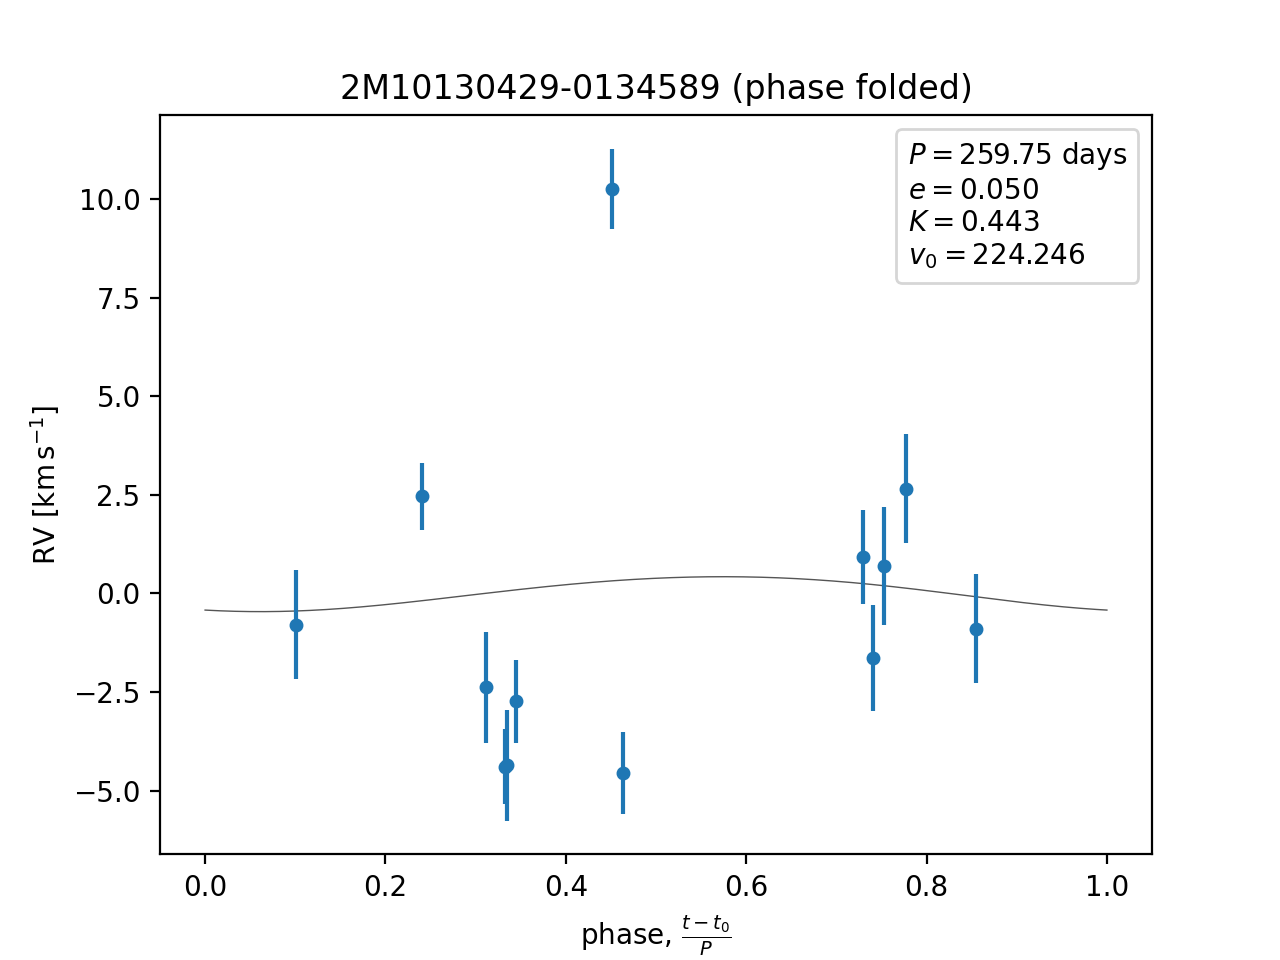 2M10130429-0134589 (phase folded)
P = 259.75 days
e = 0.050
K = 0.443
v₀ = 224.246
10.0
7.5
5.0
2.5
0.0
−2.5
−5.0
RV [km s⁻¹]
0.0 0.2 0.4 0.6 0.8 1.0
phase, (t − t₀)/P